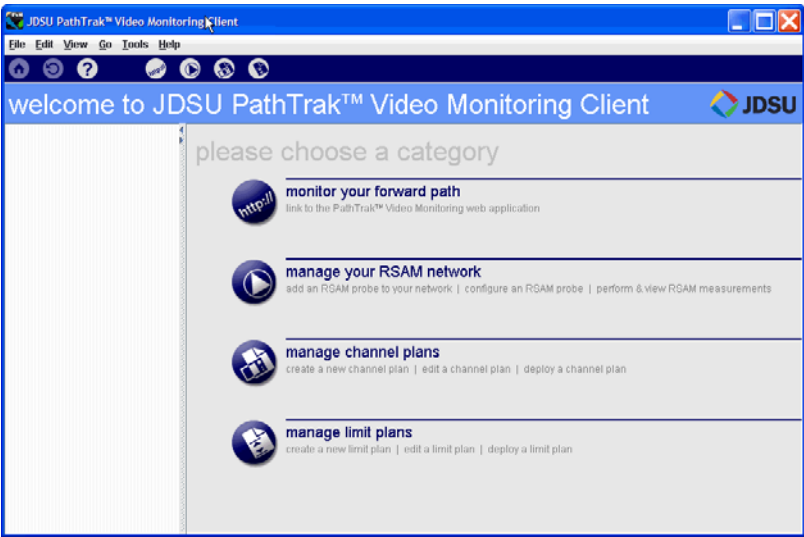 JDSU PathTrak™ Video Monitoring Client
File Edit View Go Tools Help
http://
welcome to JDSU PathTrak™ Video Monitoring Client
JDSU
please choose a category
http://
monitor your forward path
link to the PathTrak™ Video Monitoring web application
manage your RSAM network
add an RSAM probe to your network | configure an RSAM probe | perform & view RSAM measurements
manage channel plans
create a new channel plan | edit a channel plan | deploy a channel plan
manage limit plans
create a new limit plan | edit a limit plan | deploy a limit plan